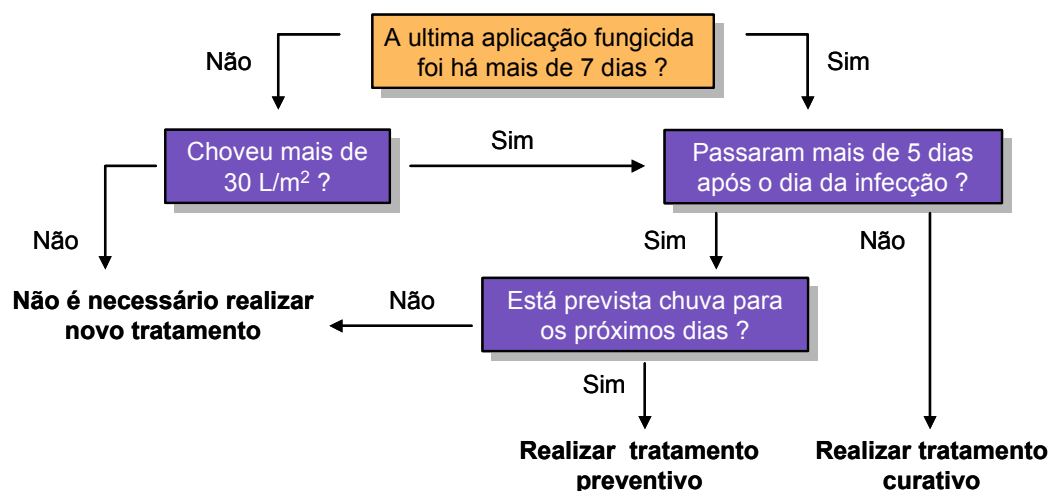 A ultima aplicação fungicida
foi há mais de 7 dias ?
Não
Sim
Choveu mais de
30 L/m² ?
Sim
Passaram mais de 5 dias
após o dia da infecção ?
Não
Sim
Não
Não é necessário realizar
novo tratamento
Não
Está prevista chuva para
os próximos dias ?
Sim
Realizar tratamento
preventivo
Realizar tratamento
curativo